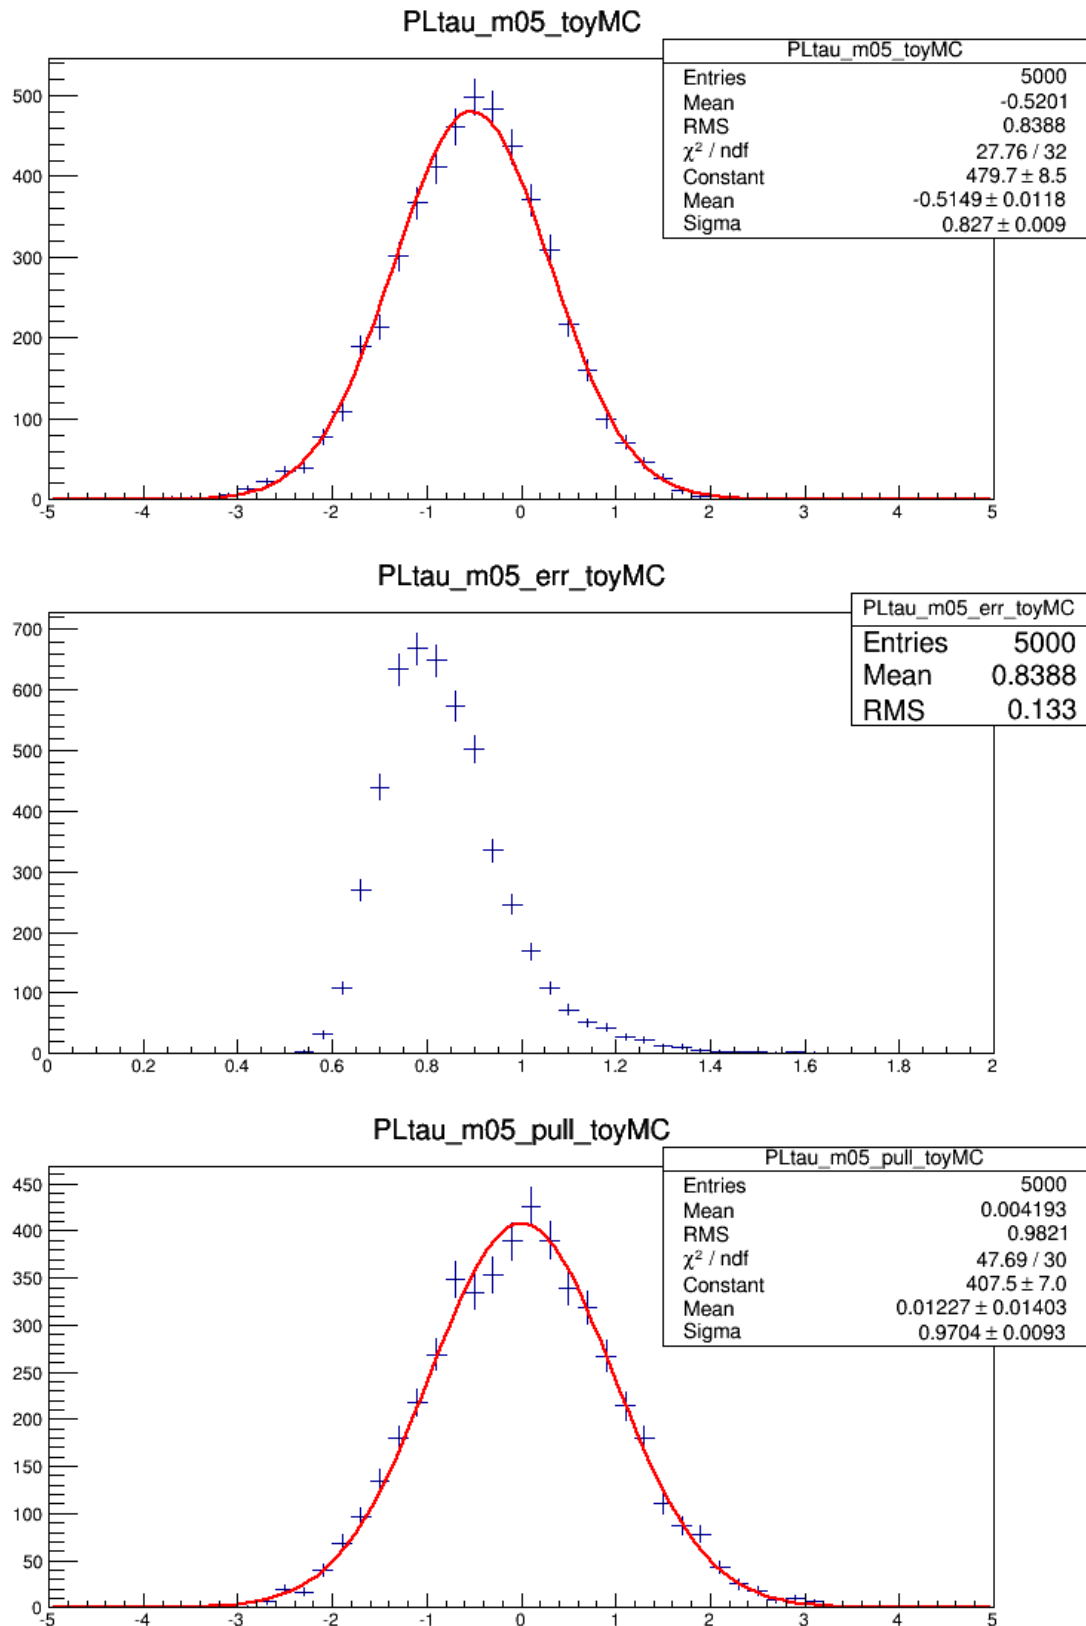 PLtau_m05_toyMC
PLtau_m05_toyMC
Entries 5000
Mean -0.5201
RMS 0.8388
χ² / ndf 27.76 / 32
Constant 479.7 ± 8.5
Mean -0.5149 ± 0.0118
Sigma 0.827 ± 0.009
500
400
300
200
100
0
-5 -4 -3 -2 -1 0 1 2 3 4 5
PLtau_m05_err_toyMC
PLtau_m05_err_toyMC
Entries 5000
Mean 0.8388
RMS 0.133
700
600
500
400
300
200
100
0
0 0.2 0.4 0.6 0.8 1 1.2 1.4 1.6 1.8 2
PLtau_m05_pull_toyMC
PLtau_m05_pull_toyMC
Entries 5000
Mean 0.004193
RMS 0.9821
χ² / ndf 47.69 / 30
Constant 407.5 ± 7.0
Mean 0.01227 ± 0.01403
Sigma 0.9704 ± 0.0093
450
400
350
300
250
200
150
100
50
0
-5 -4 -3 -2 -1 0 1 2 3 4 5